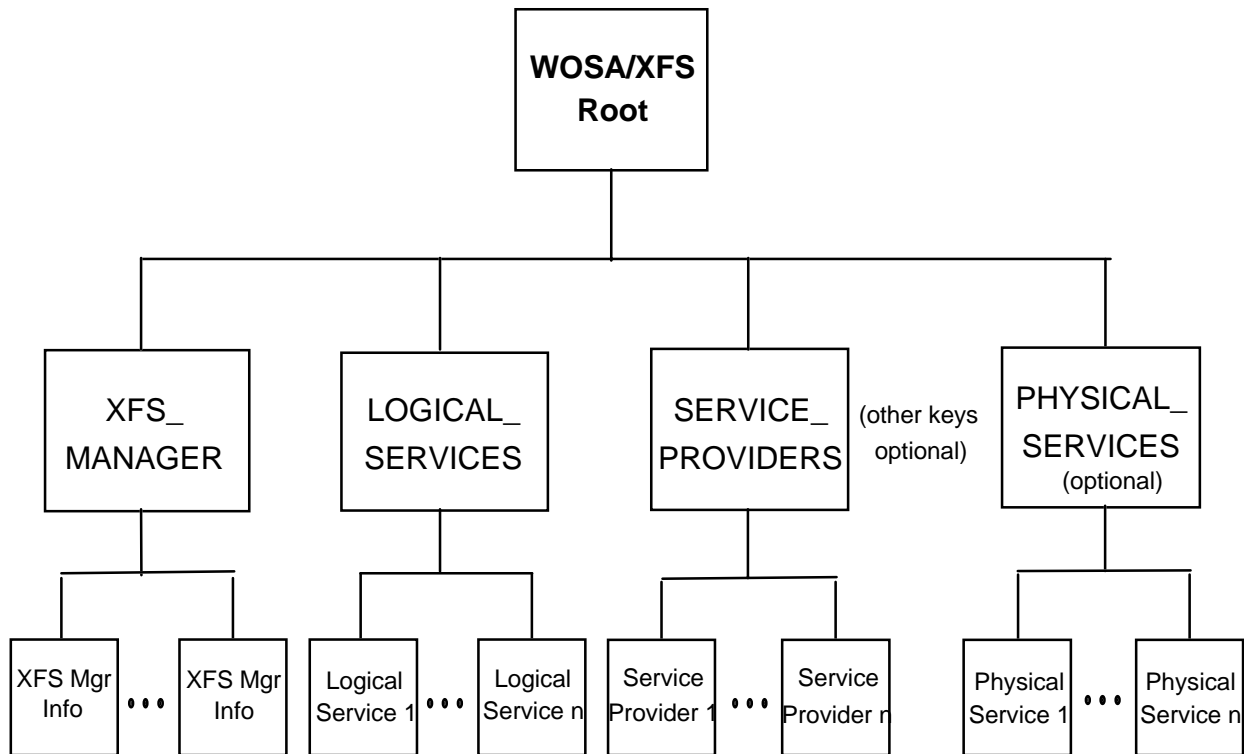 WOSA/XFS
Root
XFS_
MANAGER
LOGICAL_
SERVICES
SERVICE_
PROVIDERS
(other keys
optional)
PHYSICAL_
SERVICES
(optional)
XFS Mgr
Info
XFS Mgr
Info
Logical
Service 1
Logical
Service n
Service
Provider 1
Service
Provider n
Physical
Service 1
Physical
Service n